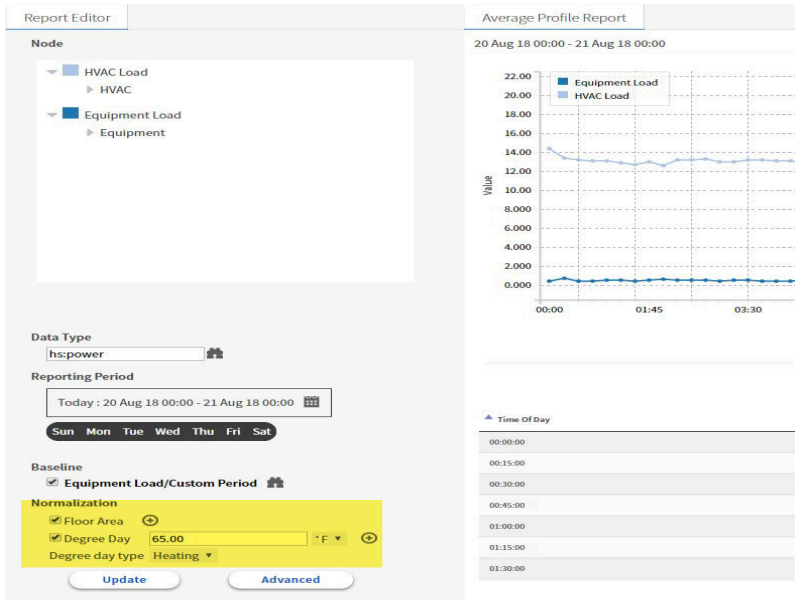 Report Editor
Node
HVAC Load
HVAC
Equipment Load
Equipment
Data Type
hs:power
Reporting Period
Today : 20 Aug 18 00:00 - 21 Aug 18 00:00
Sun Mon Tue Wed Thu Fri Sat
Baseline
Equipment Load/Custom Period
Normalization
Floor Area
Degree Day 65.00 °F
Degree day type Heating
Update Advanced
Average Profile Report
20 Aug 18 00:00 - 21 Aug 18 00:00
Equipment Load
HVAC Load
Value
22.00
20.00
18.00
16.00
14.00
12.00
10.00
8.000
6.000
4.000
2.000
0.000
00:00 01:45 03:30
Time Of Day
00:00:00
00:15:00
00:30:00
00:45:00
01:00:00
01:15:00
01:30:00